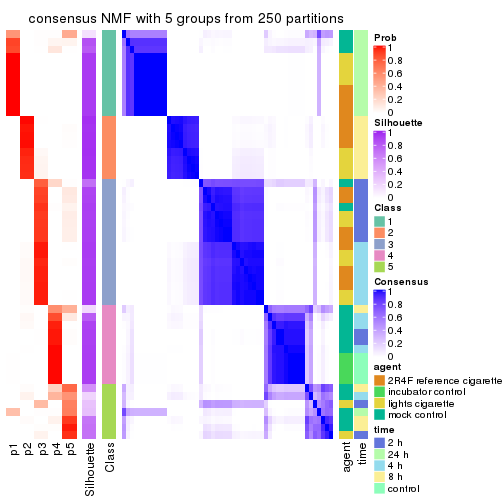 consensus NMF with 5 groups from 250 partitions
Prob
1
0.8
0.6
0.4
0.2
0
Silhouette
1
0.8
0.6
0.4
0.2
0
Class
1
2
3
4
5
Consensus
1
0.8
0.6
0.4
0.2
0
agent
2R4F reference cigarette
incubator control
lights cigarette
mock control
time
2 h
24 h
4 h
8 h
control
p1
p2
p3
p4
p5
Silhouette
Class
agent
time